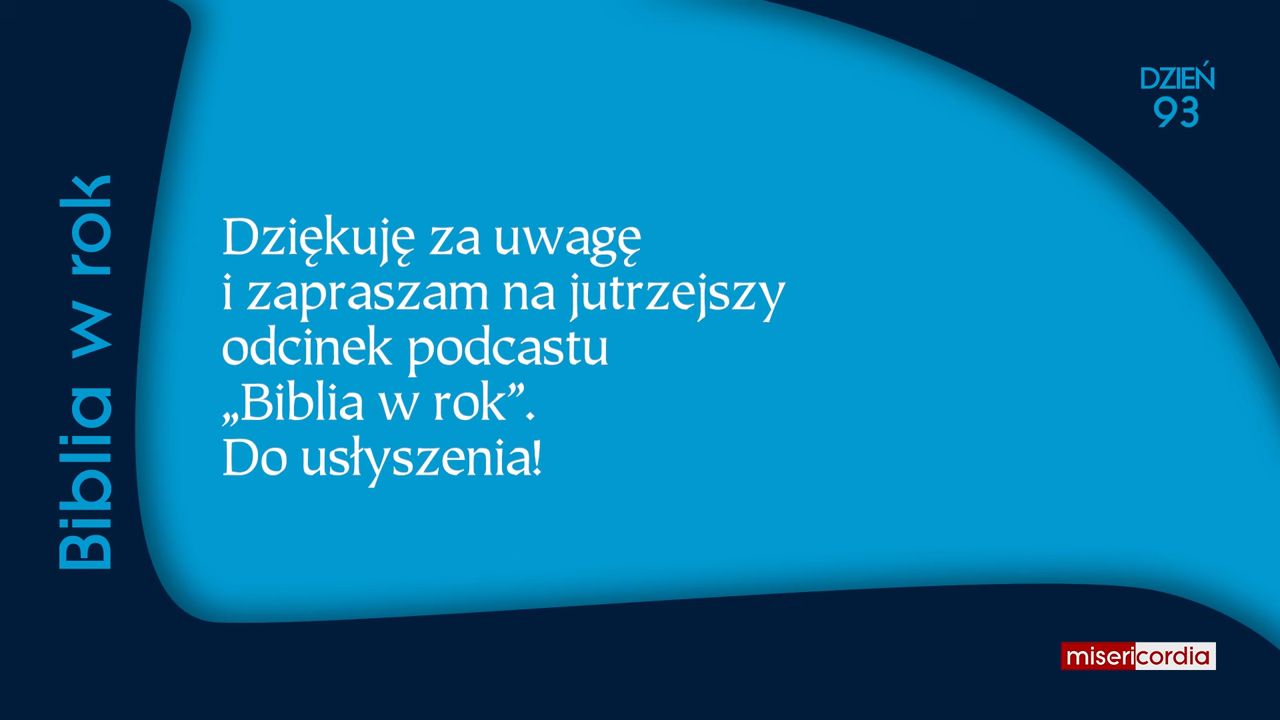 DZIEŃ
93
Biblia w rok
Dziękuję za uwagę
i zapraszam na jutrzejszy
odcinek podcastu
„Biblia w rok”.
Do usłyszenia!
misericordia